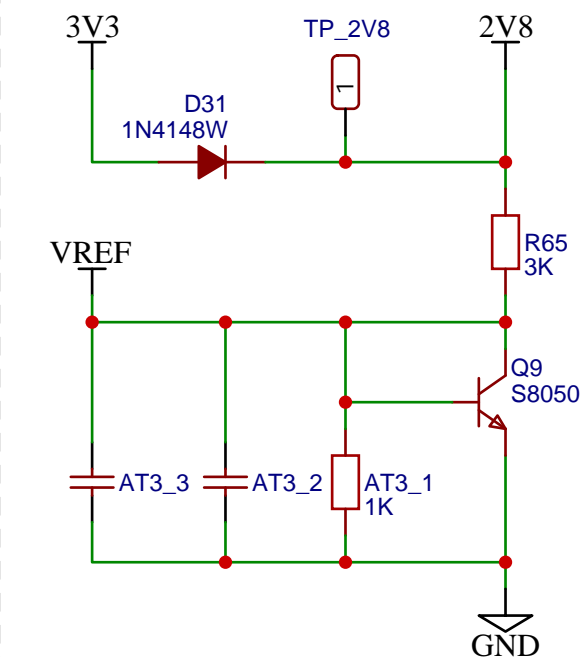 3V3
TP_2V8
2V8
1
D31
1N4148W
R65
3K
VREF
Q9
S8050
AT3_3
AT3_2
AT3_1
1K
GND